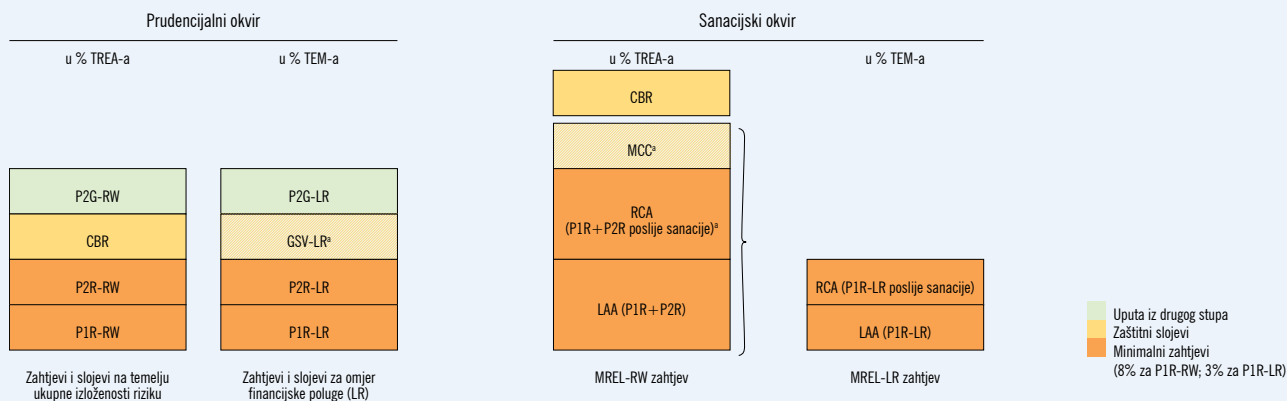 Prudencijalni okvir
u % TREA-a
u % TEM-a
P2G-RW
CBR
P2R-RW
P1R-RW
Zahtjevi i slojevi na temelju
ukupne izloženosti riziku
P2G-LR
GSV-LRᵃ
P2R-LR
P1R-LR
Zahtjevi i slojevi za omjer
financijske poluge (LR)
Sanacijski okvir
u % TREA-a
u % TEM-a
CBR
MCCᵃ
RCA
(P1R+P2R poslije sanacije)ᵃ
LAA (P1R+P2R)
MREL-RW zahtjev
RCA (P1R-LR poslije sanacije)
LAA (P1R-LR)
MREL-LR zahtjev
Uputa iz drugog stupa
Zaštitni slojevi
Minimalni zahtjevi
(8% za P1R-RW; 3% za P1R-LR)